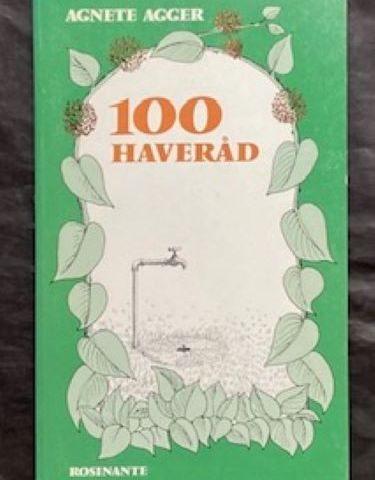 AGNETE AGGER
100
HAVERÅD
ROSINANTE